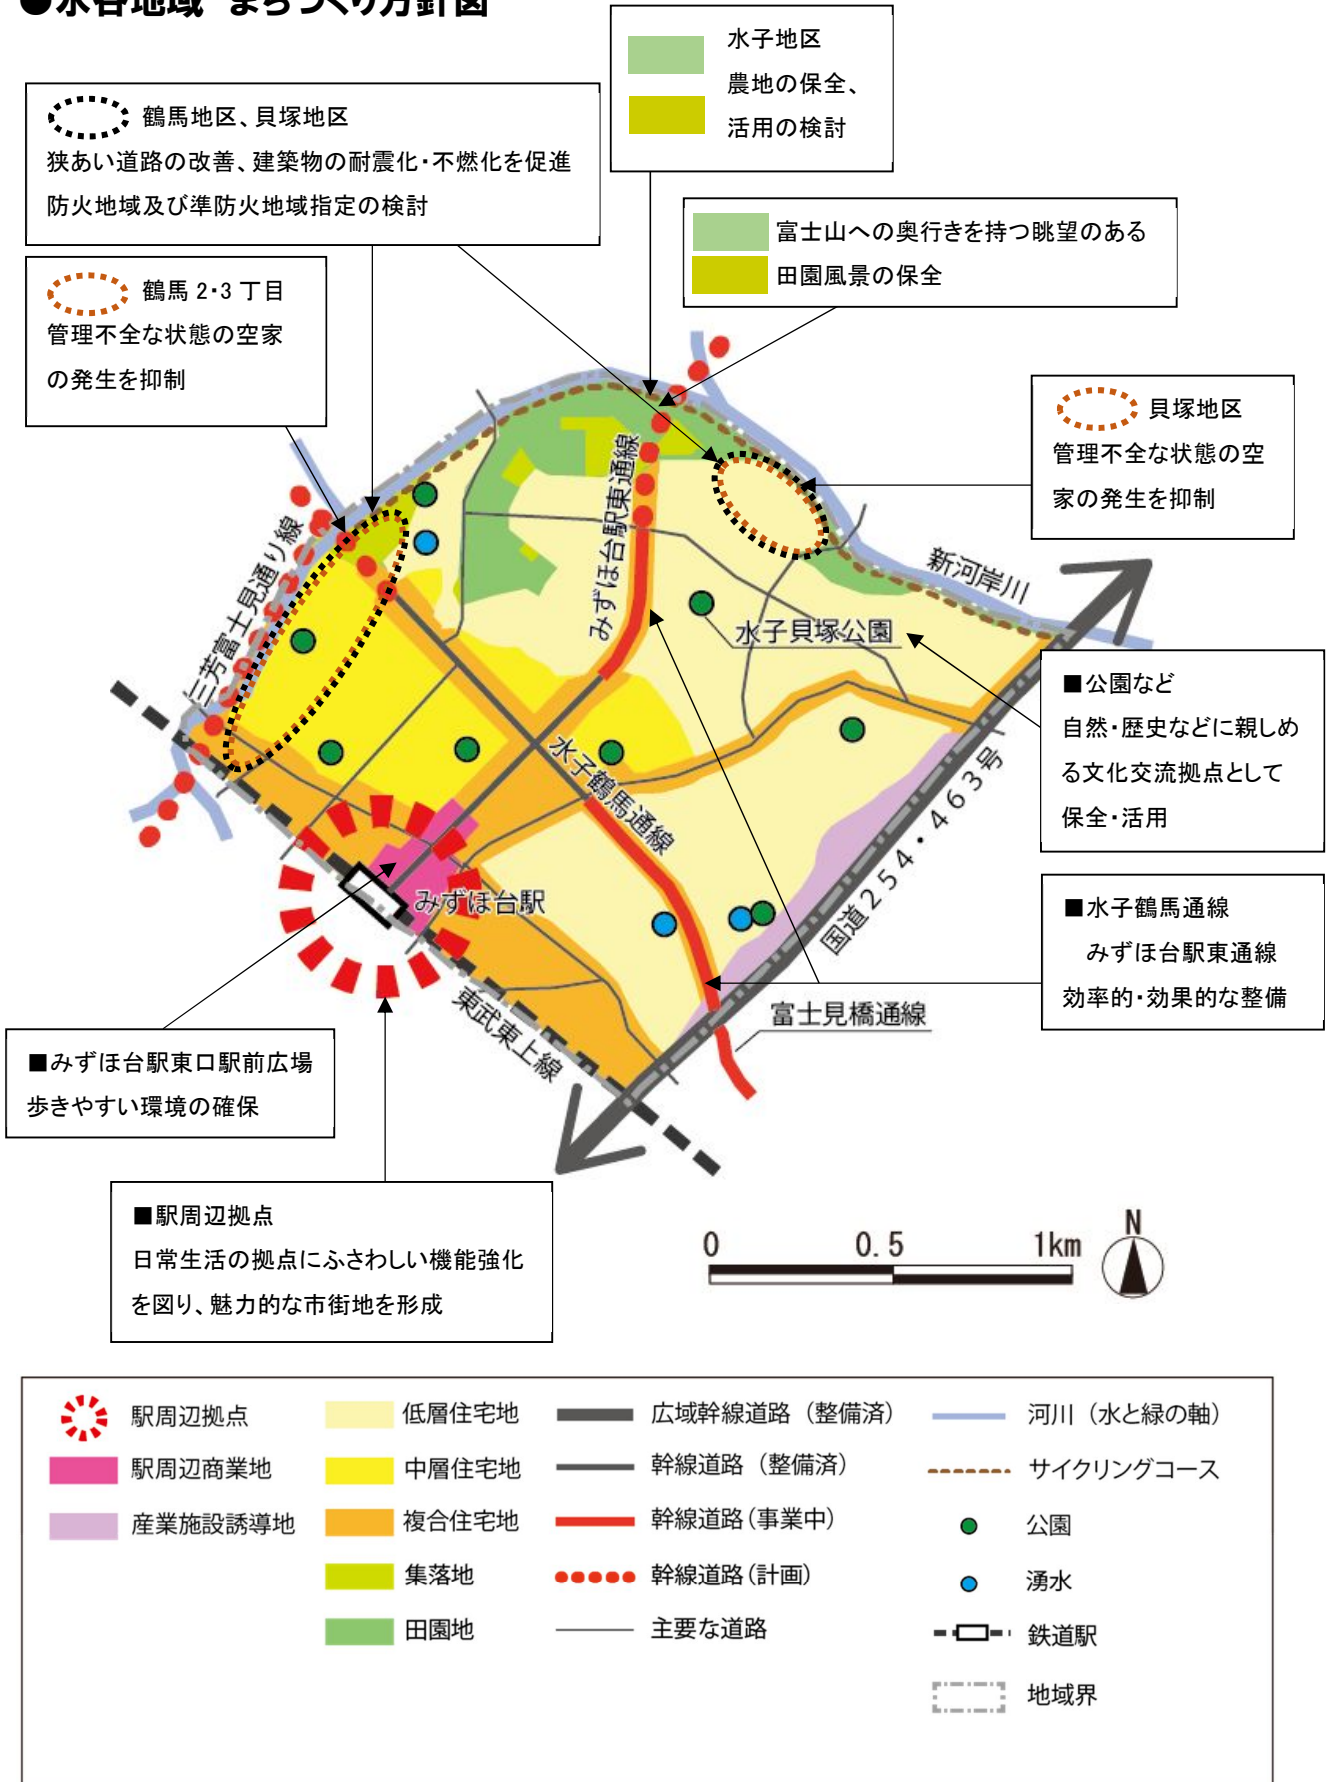 ●水谷地域 まちづくり方針図
水子地区
農地の保全、
活用の検討
鶴馬地区、貝塚地区
狭あい道路の改善、建築物の耐震化・不燃化を促進
防火地域及び準防火地域指定の検討
富士山への奥行きを持つ眺望のある
田園風景の保全
鶴馬 2・3 丁目
管理不全な状態の空家
の発生を抑制
貝塚地区
管理不全な状態の空
家の発生を抑制
みずほ台駅東通線
三芳富士見通り線
新河岸川
水子貝塚公園
■公園など
自然・歴史などに親しめ
る文化交流拠点として
保全・活用
水子鶴馬通線
国道254・463号
みずほ台駅
■水子鶴馬通線
みずほ台駅東通線
効率的・効果的な整備
富士見橋通線
東武東上線
■みずほ台駅東口駅前広場
歩きやすい環境の確保
■駅周辺拠点
日常生活の拠点にふさわしい機能強化
を図り、魅力的な市街地を形成
0 0.5 1km
N
駅周辺拠点
駅周辺商業地
産業施設誘導地
低層住宅地
中層住宅地
複合住宅地
集落地
田園地
広域幹線道路（整備済）
幹線道路（整備済）
幹線道路（事業中）
幹線道路（計画）
主要な道路
河川（水と緑の軸）
サイクリングコース
公園
湧水
鉄道駅
地域界